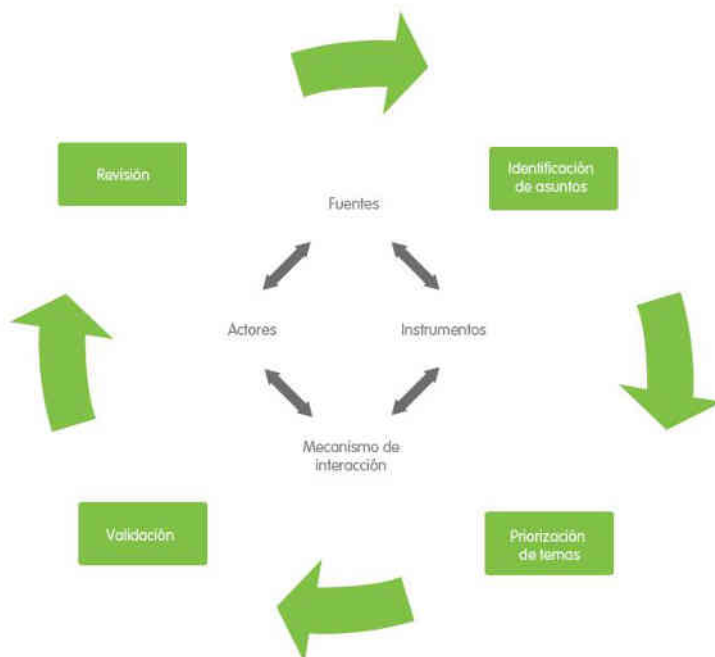 Revisión
Identificación
de asuntos
Fuentes
Actores
Instrumentos
Mecanismo de
interacción
Validación
Priorización
de temas